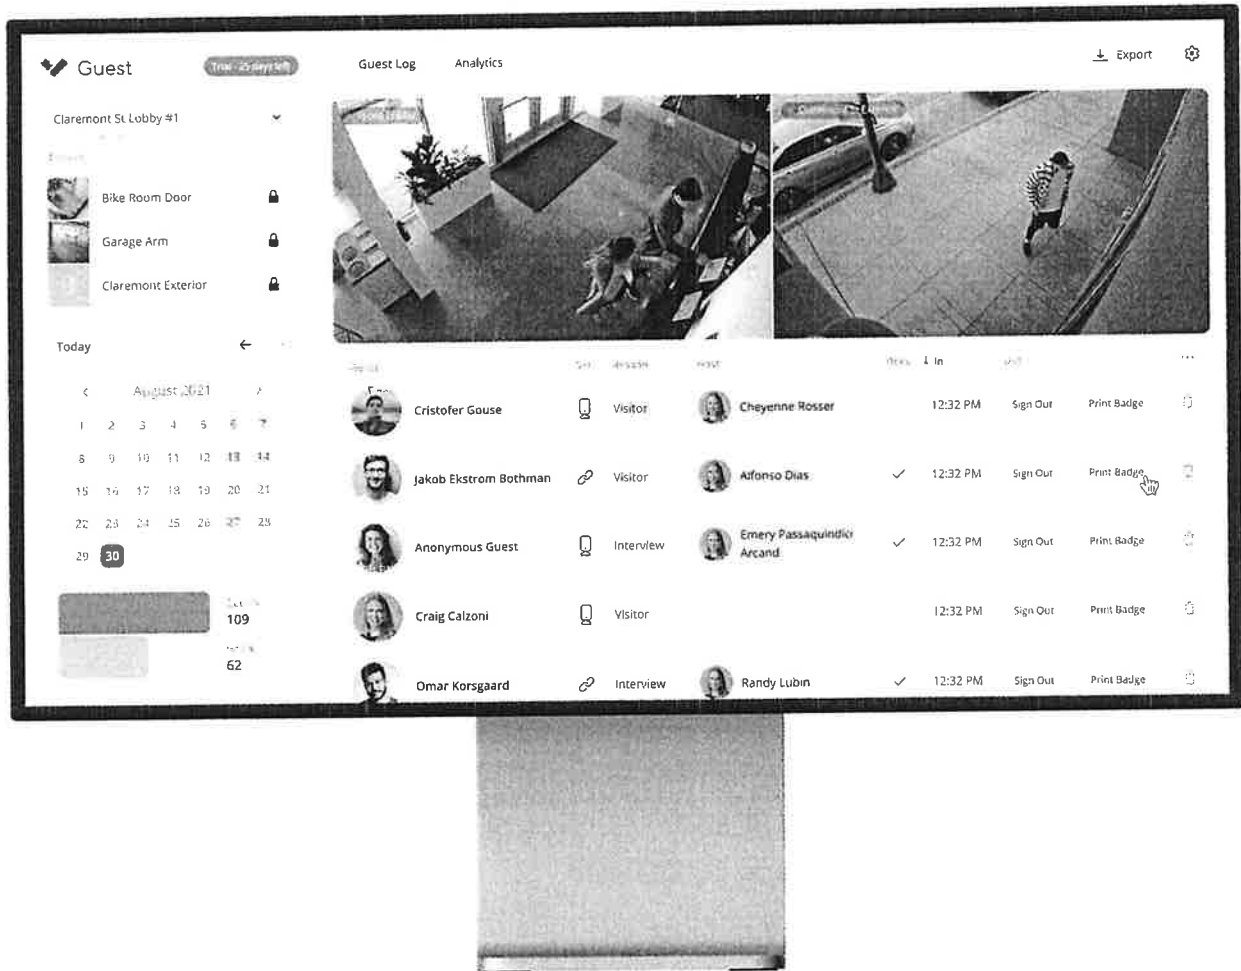 Guest
Trial - 25 days left
Guest Log
Analytics
Export
Claremont St Lobby #1
Bike Room Door
Garage Arm
Claremont Exterior
Today
August 2021
1 2 3 4 5 6 7
8 9 10 11 12 13 14
15 16 17 18 19 20 21
22 23 24 25 26 27 28
29 30
109
62
In
Cristofer Gouse Visitor Cheyenne Rosser 12:32 PM Sign Out Print Badge
Jakob Ekstrom Bothman Visitor Alfonso Dias 12:32 PM Sign Out Print Badge
Anonymous Guest Interview Emery Passaquindici
Arcand 12:32 PM Sign Out Print Badge
Craig Calzoni Visitor 12:32 PM Sign Out Print Badge
Omar Korsgaard Interview Randy Lubin 12:32 PM Sign Out Print Badge